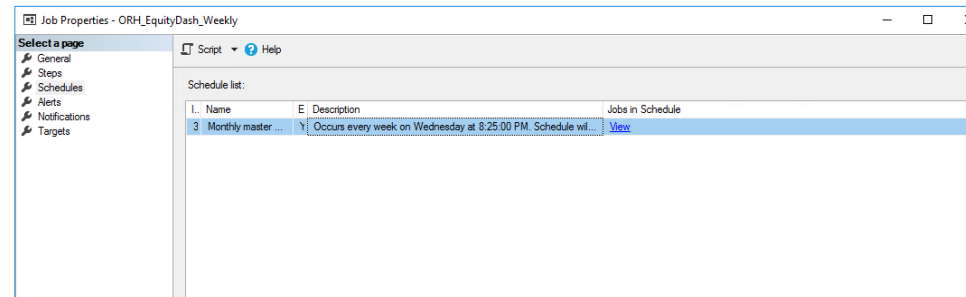 Job Properties - ORH_EquityDash_Weekly
Select a page
General
Steps
Schedules
Alerts
Notifications
Targets
Script Help
Schedule list:
I.. Name E Description Jobs in Schedule
3 Monthly master ... Y Occurs every week on Wednesday at 8:25:00 PM. Schedule wil... View